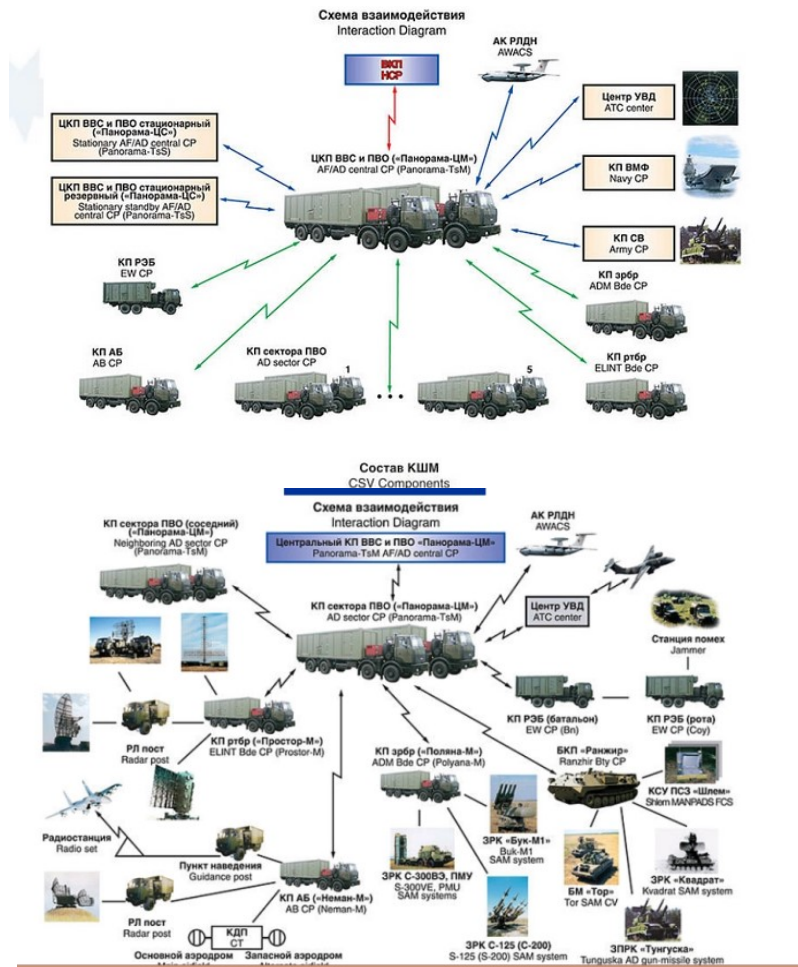 Схема взаимодействия
Interaction Diagram
ВКП
НСР
АК РЛДН
AWACS
Центр УВД
ATC center
ЦКП ВВС и ПВО стационарный
(«Панорама-ЦС»)
Stationary AF/AD central CP
(Panorama-TsS)
ЦКП ВВС и ПВО («Панорама-ЦМ»)
AF/AD central CP (Panorama-TsM)
КП ВМФ
Navy CP
ЦКП ВВС и ПВО стационарный
резервный («Панорама-ЦС»)
Stationary standby AF/AD
central CP (Panorama-TsS)
КП СВ
Army CP
КП РЭБ
EW CP
КП зрбр
ADM Bde CP
КП АБ
AB CP
КП сектора ПВО
AD sector CP
1
5
...
КП ртбр
ELINT Bde CP
Состав КШМ
CSV Components
Схема взаимодействия
Interaction Diagram
КП сектора ПВО (соседний)
(«Панорама-ЦМ»)
Neighboring AD sector CP
(Panorama-TsM)
Центральный КП ВВС и ПВО «Панорама-ЦМ»
Panorama-TsM AF/AD central CP
АК РЛДН
AWACS
КП сектора ПВО («Панорама-ЦМ»)
AD sector CP (Panorama-TsM)
Центр УВД
ATC center
Станция помех
Jammer
РЛ пост
Radar post
КП ртбр («Простор-М»)
ELINT Bde CP (Prostor-M)
КП РЭБ (батальон)
EW CP (Bn)
КП РЭБ (рота)
EW CP (Coy)
КП зрбр («Поляна-М»)
ADM Bde CP (Polyana-M)
БКП «Ранжир»
Ranzhir Bty CP
КСУ ПСЗ «Шлем»
Shlem MANPADS FCS
Радиостанция
Radio set
Пункт наведения
Guidance post
ЗРК С-300ВЭ, ПМУ
S-300VE, PMU
SAM systems
ЗРК «Бук-М1»
Buk-M1
SAM system
БМ «Тор»
Tor SAM CV
ЗРК «Квадрат»
Kvadrat SAM system
РЛ пост
Radar post
КП АБ («Неман-М»)
AB CP (Neman-M)
КДП
СТ
ЗРК С-125 (С-200)
S-125 (S-200) SAM system
ЗПРК «Тунгуска»
Tunguska AD gun-missile system
Основной аэродром
Запасной аэродром